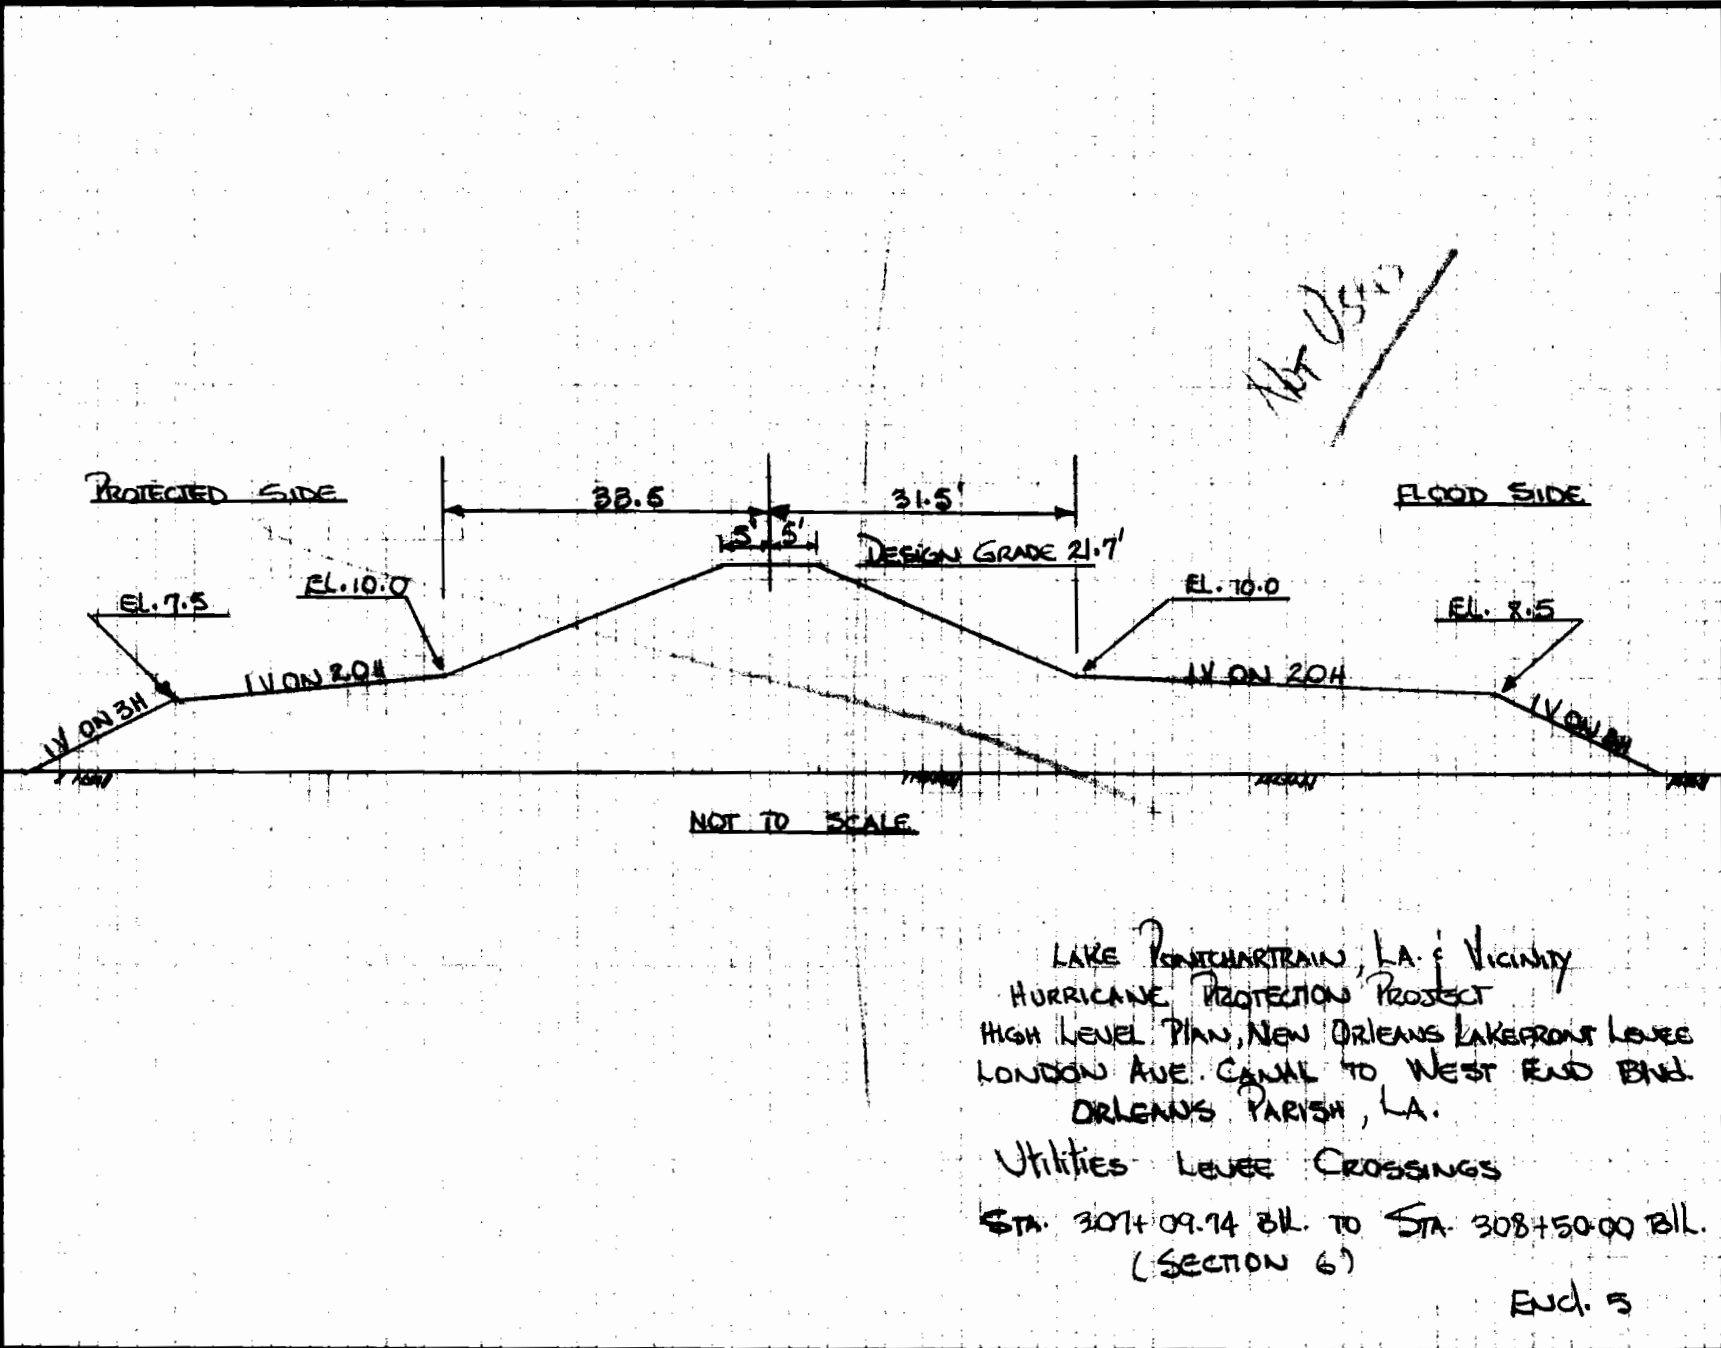 Not Used
PROTECTED SIDE
33.5
31.5'
FLOOD SIDE
5' 5'
DESIGN GRADE 21.7'
EL. 10.0
EL. 7.5
EL. 10.0
EL. 8.5
1V ON 3H
1V ON 20H
1V ON 20H
1V ON 3H
NOT TO SCALE
LAKE PONTCHARTRAIN, LA. & VICINITY
HURRICANE PROTECTION PROJECT
HIGH LEVEL PLAN, NEW ORLEANS LAKEFRONT LEVEE
LONDON AVE. CANAL TO WEST END Blvd.
ORLEANS PARISH, LA.
Utilities LEVEE CROSSINGS
STA. 307+09.74 B/L. TO STA. 308+50.00 B/L.
(SECTION 6)
Encl. 5